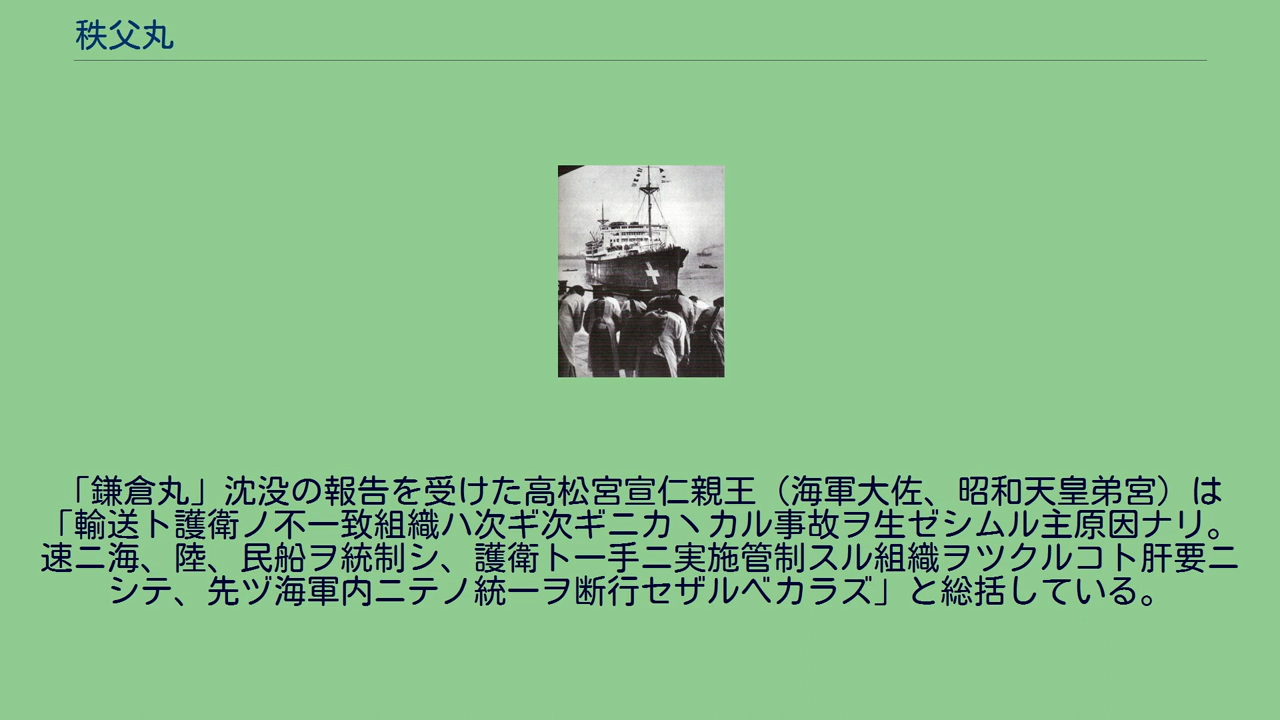 秩父丸
「鎌倉丸」沈没の報告を受けた高松宮宣仁親王（海軍大佐、昭和天皇弟宮）は
「輸送ト護衛ノ不一致組織ハ次ギ次ギニカヽカル事故ヲ生ゼシムル主原因ナリ。
速ニ海、陸、民船ヲ統制シ、護衛ト一手ニ実施管制スル組織ヲツクルコト肝要ニ
シテ、先ヅ海軍内ニテノ統一ヲ断行セザルベカラズ」と総括している。